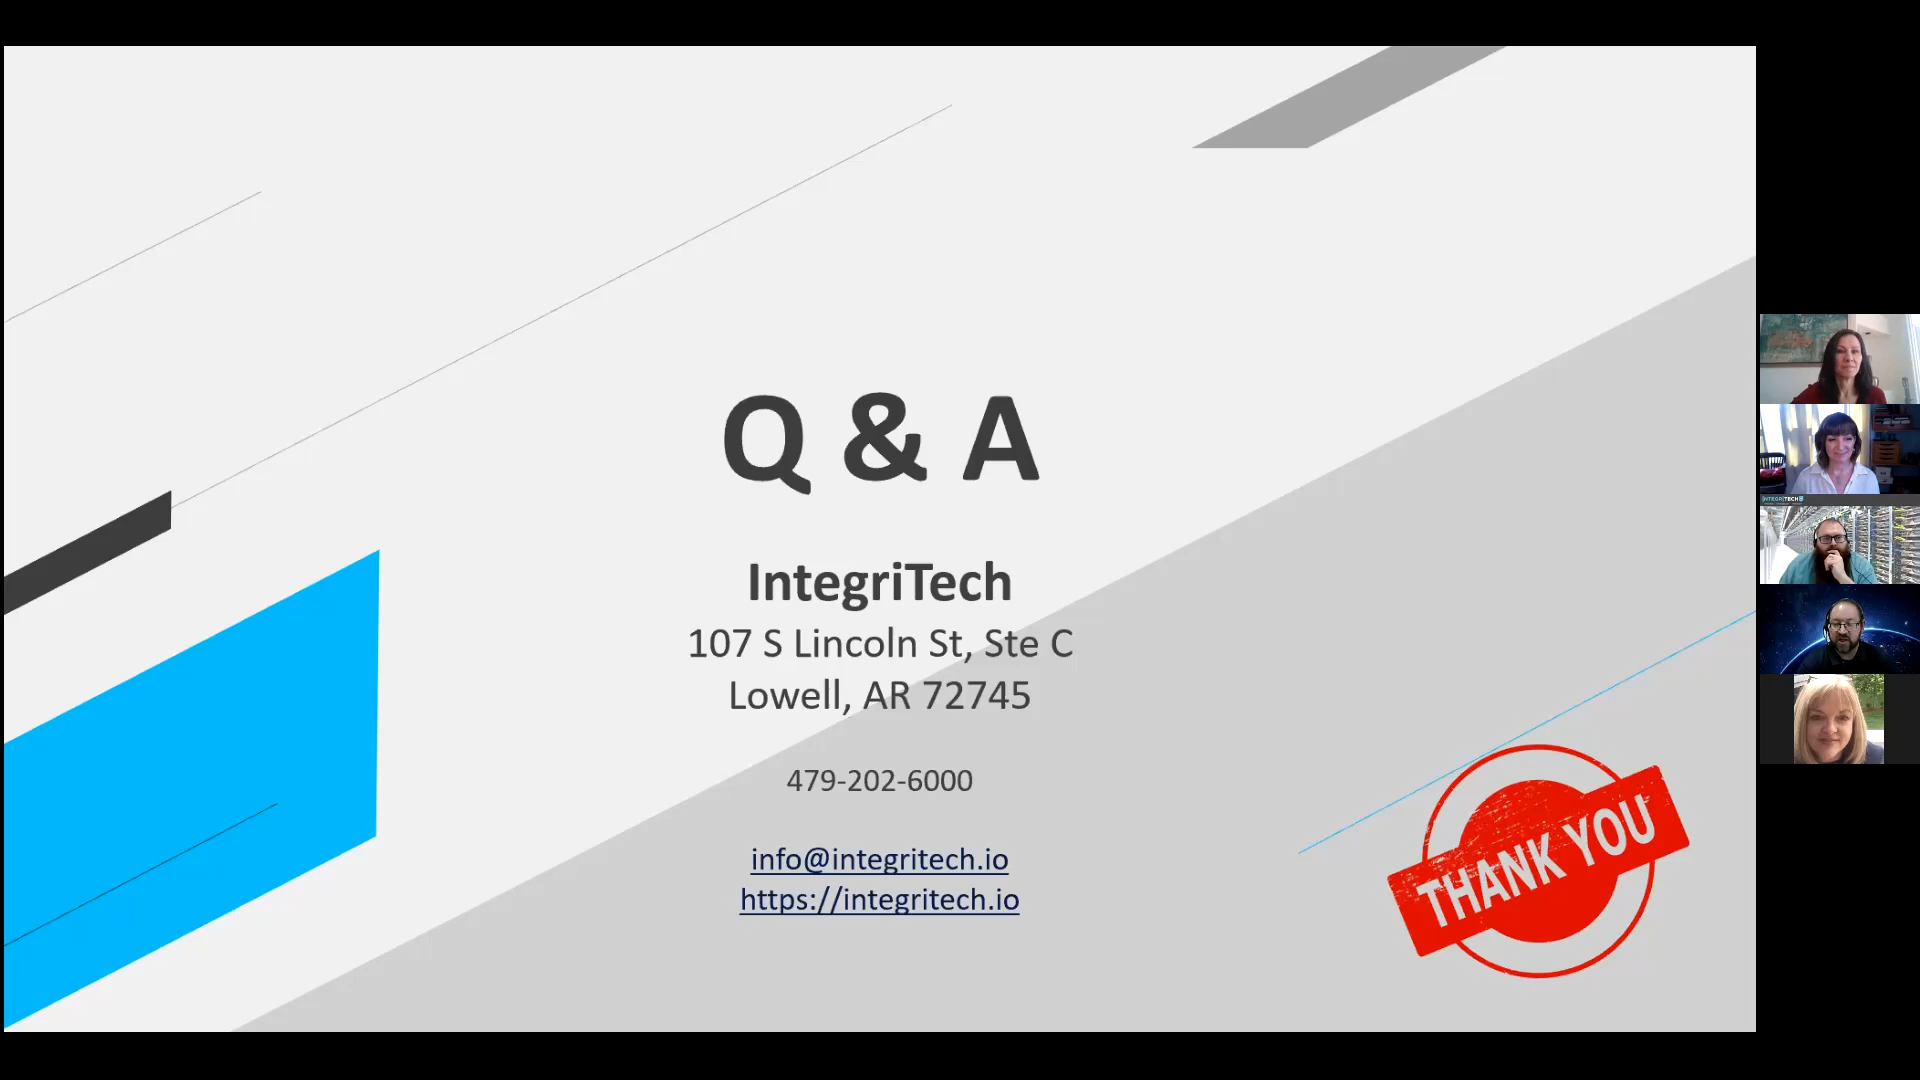 Q & A
IntegriTech
107 S Lincoln St, Ste C
Lowell, AR 72745
479-202-6000
info@integritech.io
https://integritech.io
THANK YOU
INTEGRITECH